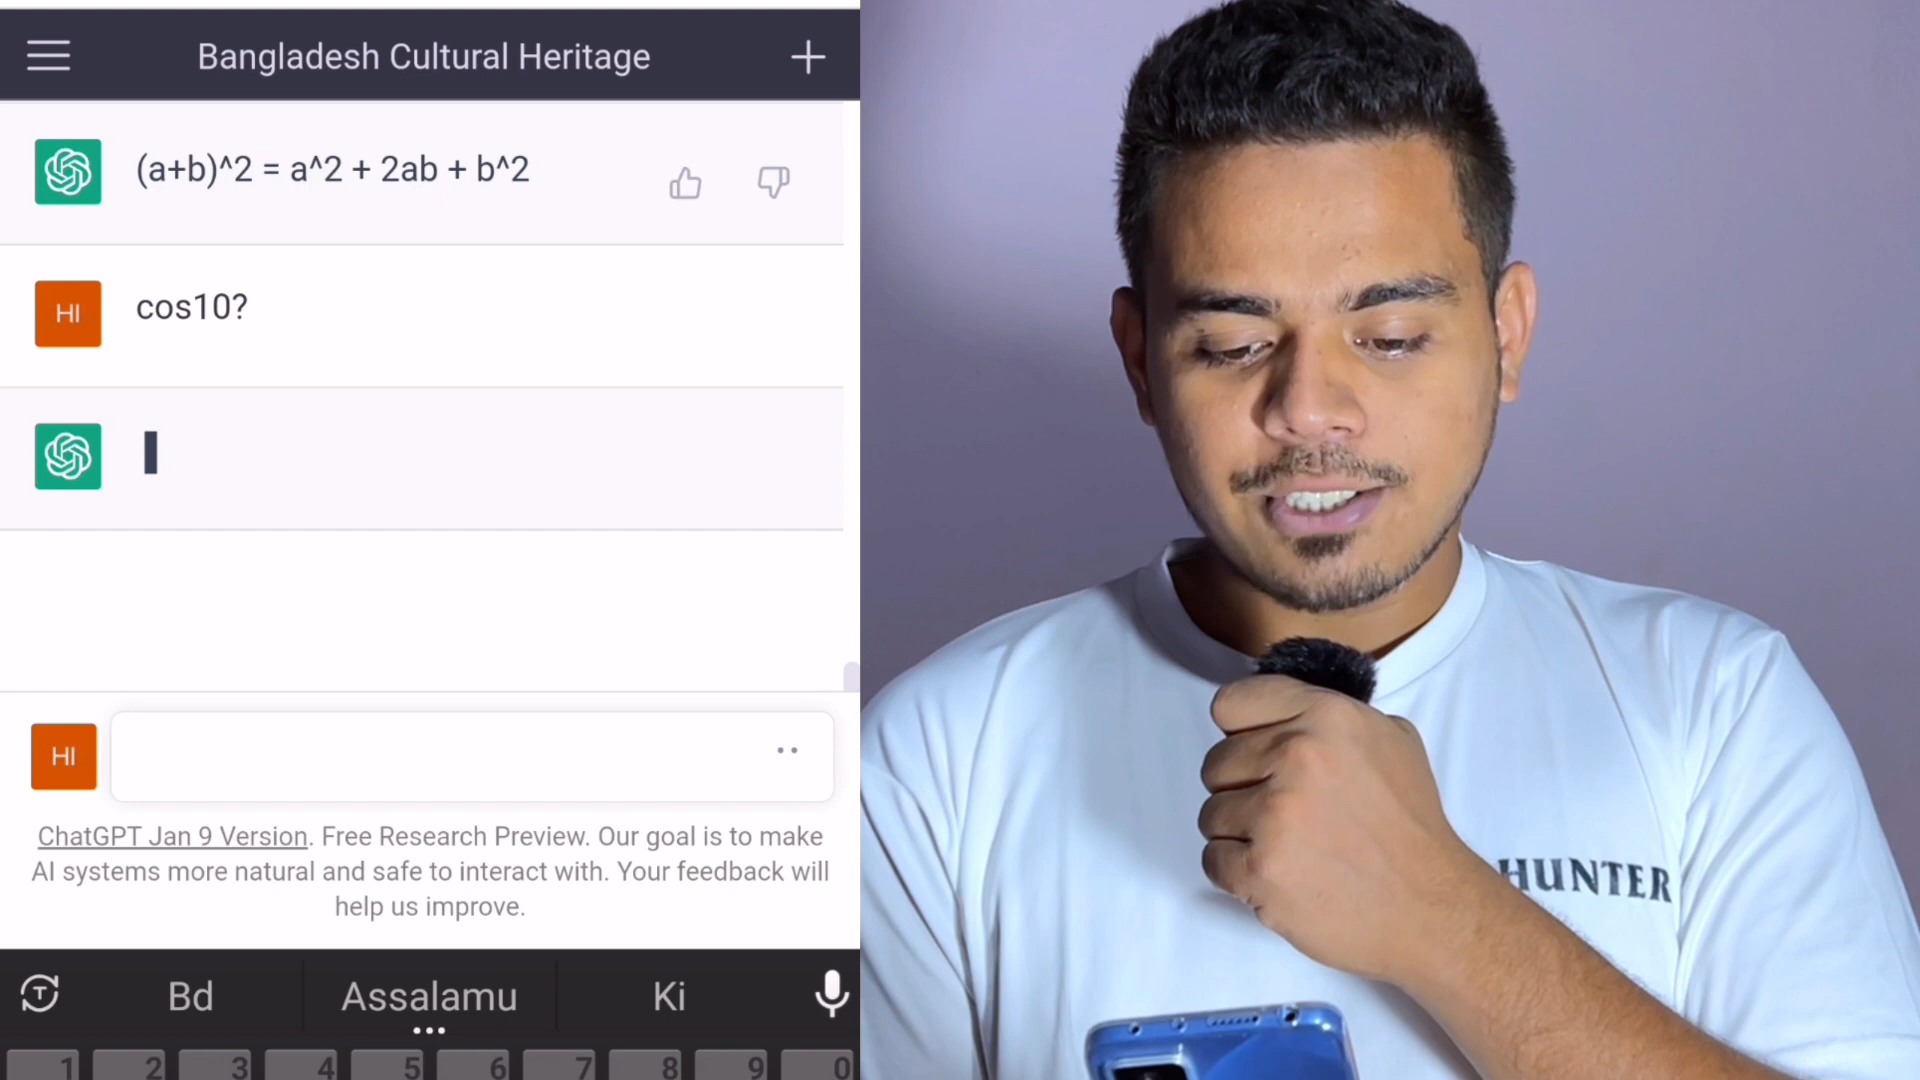 Bangladesh Cultural Heritage
(a+b)^2 = a^2 + 2ab + b^2
HI
cos10?
HI
ChatGPT Jan 9 Version. Free Research Preview. Our goal is to make
AI systems more natural and safe to interact with. Your feedback will
help us improve.
Bd
Assalamu
Ki
1 2 3 4 5 6 7 8 9 0
HUNTER